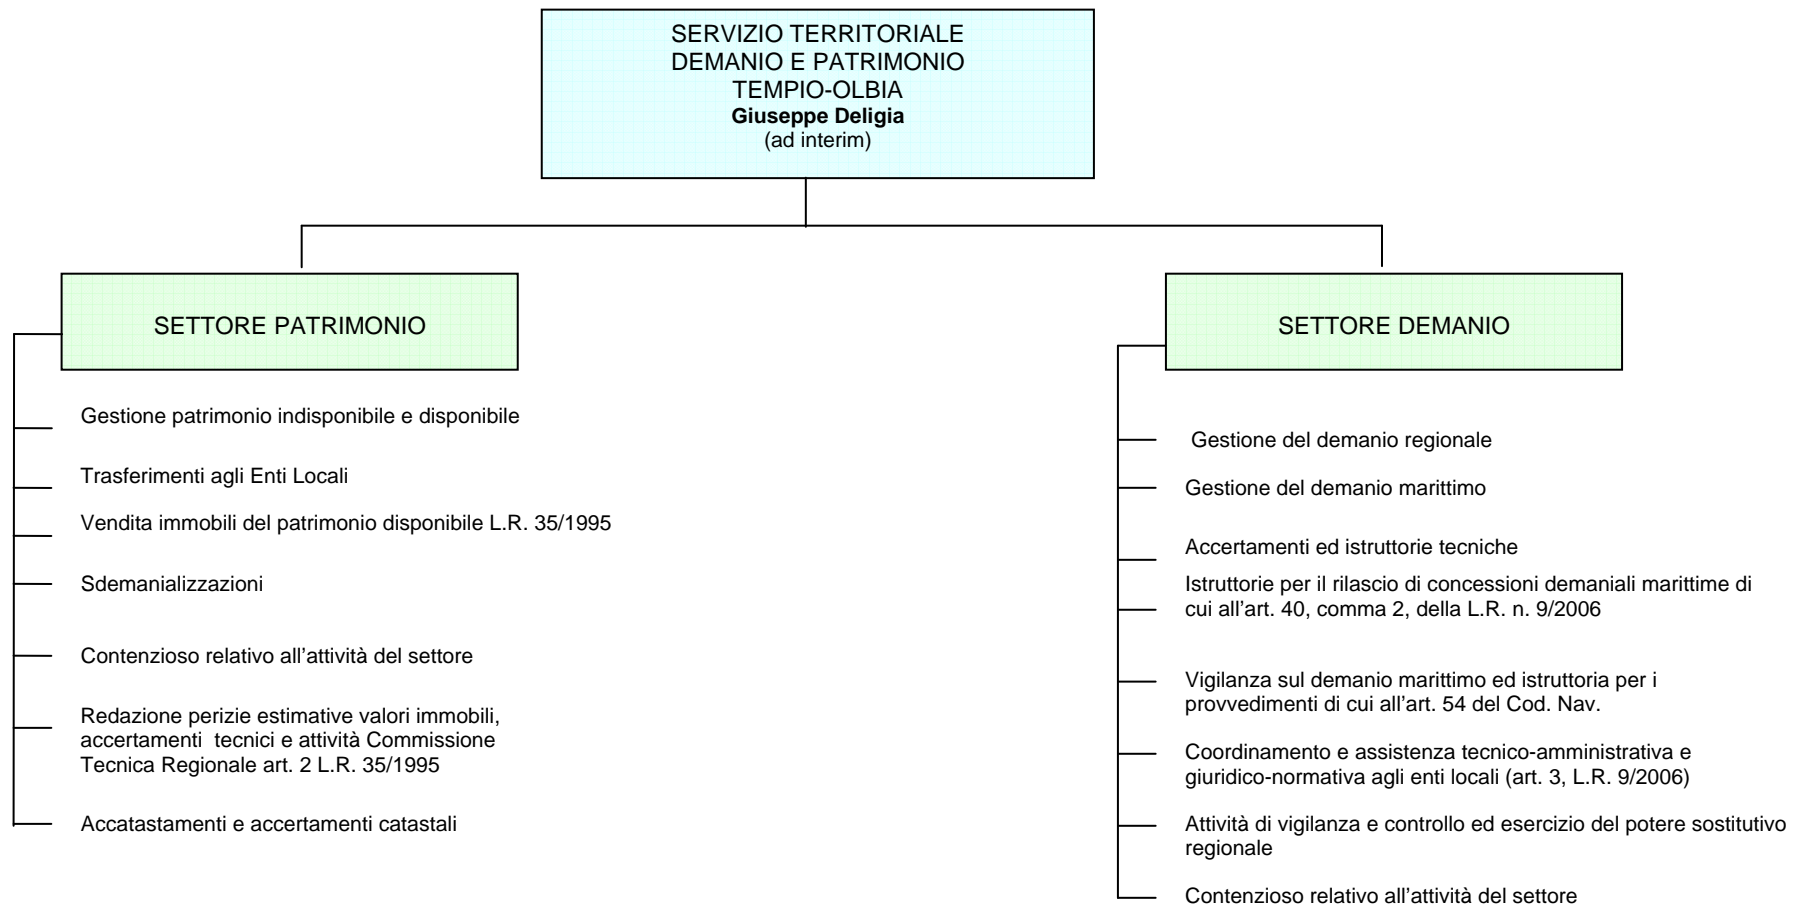 SERVIZIO TERRITORIALE
DEMANIO E PATRIMONIO
TEMPIO-OLBIA
Giuseppe Deligia
(ad interim)
SETTORE PATRIMONIO
Gestione patrimonio indisponibile e disponibile
Trasferimenti agli Enti Locali
Vendita immobili del patrimonio disponibile L.R. 35/1995
Sdemanializzazioni
Contenzioso relativo all'attività del settore
Redazione perizie estimative valori immobili,
accertamenti tecnici e attività Commissione
Tecnica Regionale art. 2 L.R. 35/1995
Accatastamenti e accertamenti catastali
SETTORE DEMANIO
Gestione del demanio regionale
Gestione del demanio marittimo
Accertamenti ed istruttorie tecniche
Istruttorie per il rilascio di concessioni demaniali marittime di
cui all'art. 40, comma 2, della L.R. n. 9/2006
Vigilanza sul demanio marittimo ed istruttoria per i
provvedimenti di cui all'art. 54 del Cod. Nav.
Coordinamento e assistenza tecnico-amministrativa e
giuridico-normativa agli enti locali (art. 3, L.R. 9/2006)
Attività di vigilanza e controllo ed esercizio del potere sostitutivo
regionale
Contenzioso relativo all'attività del settore